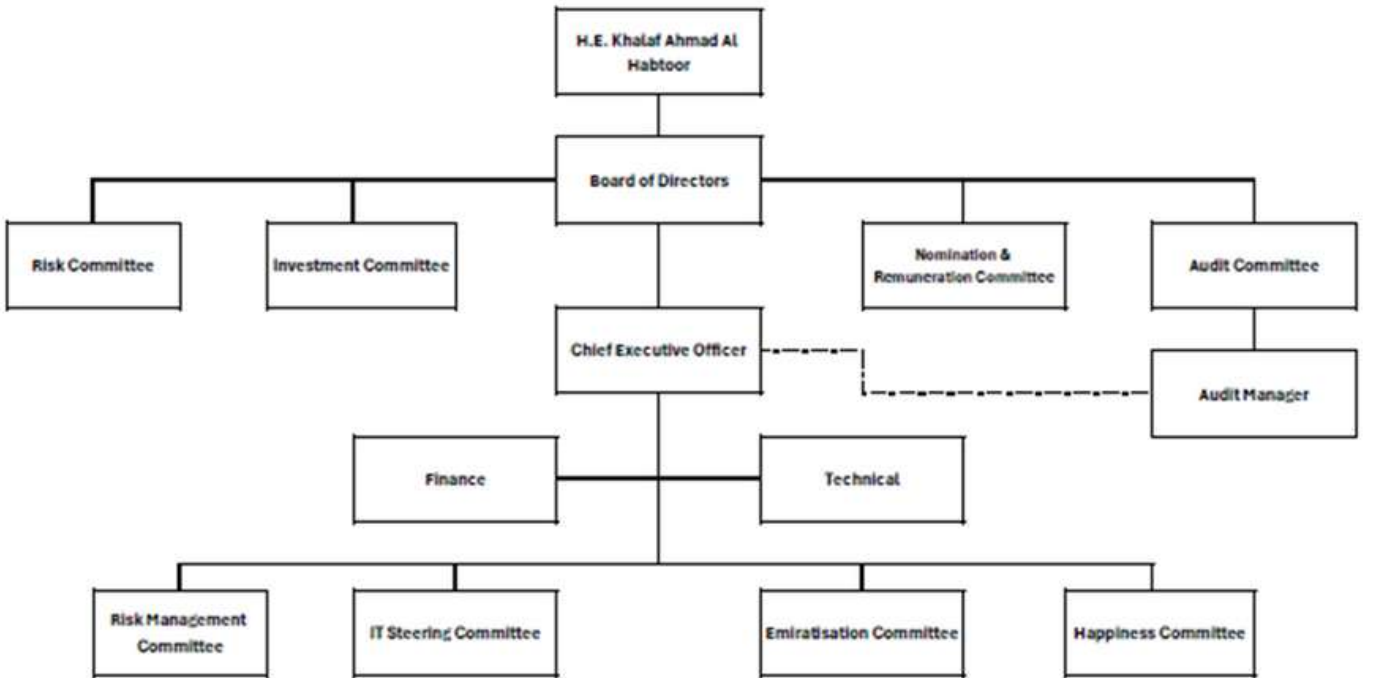 H.E. Khalaf Ahmad Al
Habtoor
Board of Directors
Risk Committee
Investment Committee
Nomination &
Remuneration Committee
Audit Committee
Chief Executive Officer
Audit Manager
Finance
Technical
Risk Management
Committee
IT Steering Committee
Emiratisation Committee
Happiness Committee